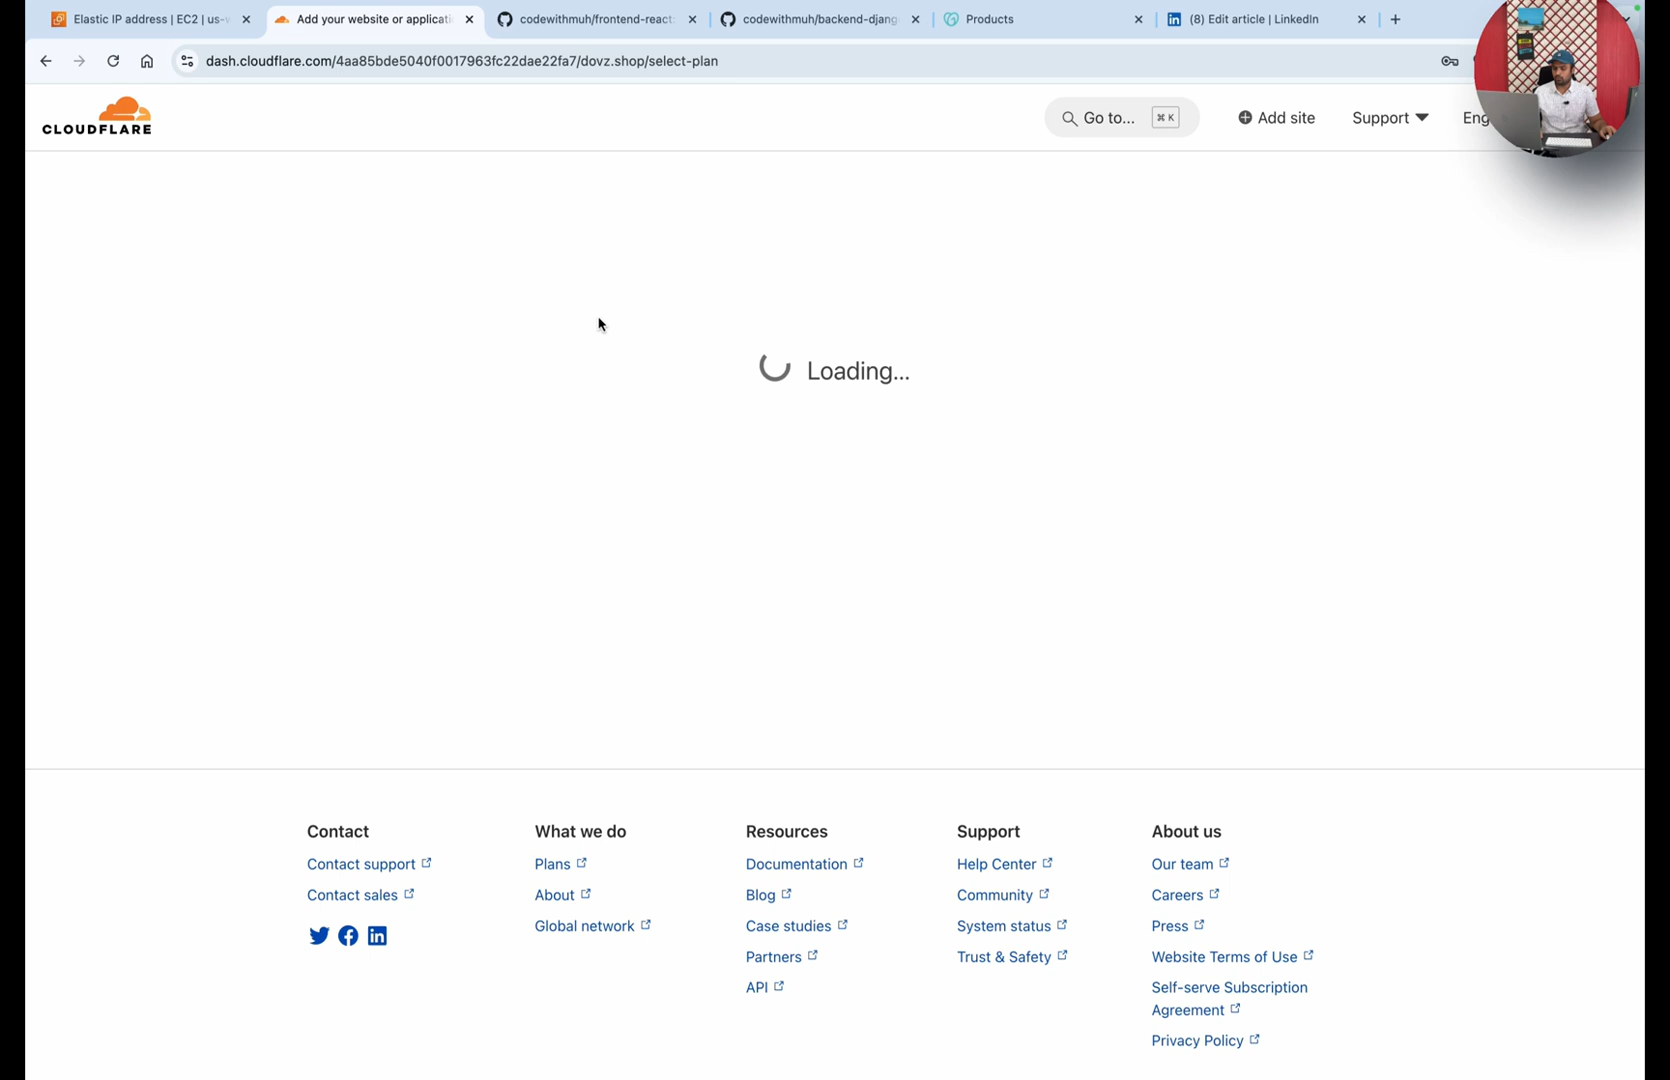 Elastic IP address | EC2 | us-
Add your website or applicati
codewithmuh/frontend-react
codewithmuh/backend-djang
Products
(8) Edit article | LinkedIn
dash.cloudflare.com/4aa85bde5040f0017963fc22dae22fa7/dovz.shop/select-plan
CLOUDFLARE
Go to...
⌘ K
Add site
Support
Eng
Loading...
Contact
Contact support
Contact sales
What we do
Plans
About
Global network
Resources
Documentation
Blog
Case studies
Partners
API
Support
Help Center
Community
System status
Trust & Safety
About us
Our team
Careers
Press
Website Terms of Use
Self-serve Subscription
Agreement
Privacy Policy